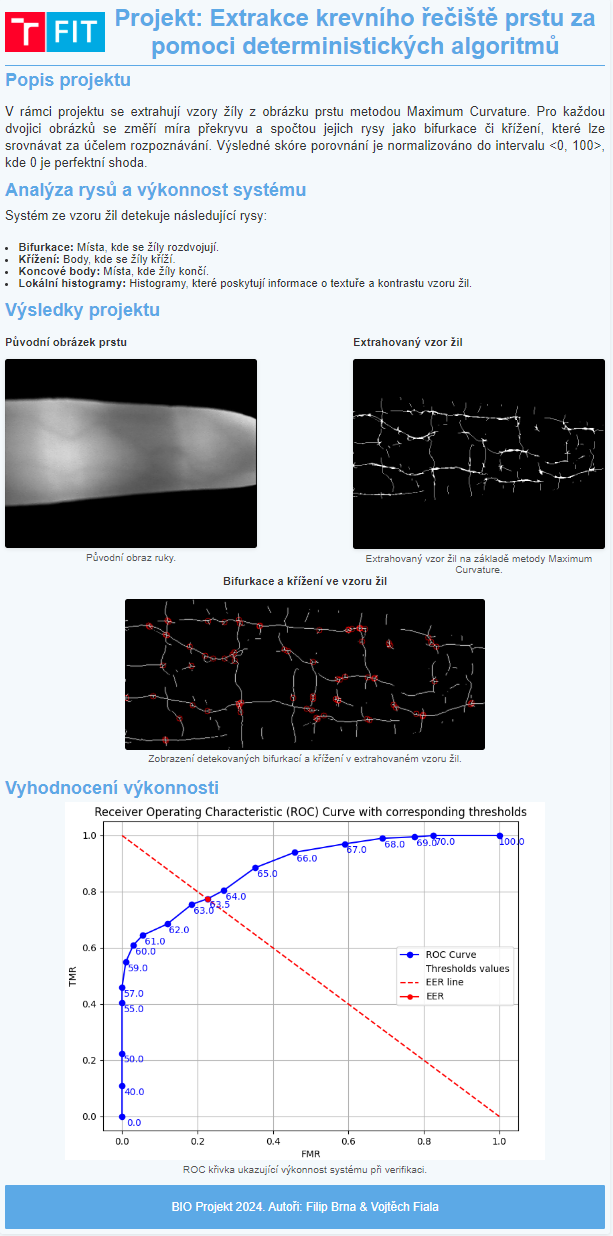 T FIT
Projekt: Extrakce krevního řečiště prstu za
pomoci deterministických algoritmů
Popis projektu
V rámci projektu se extrahují vzory žíly z obrázku prstu metodou Maximum Curvature. Pro každou
dvojici obrázků se změří míra překryvu a spočtou jejich rysy jako bifurkace či křížení, které lze
srovnávat za účelem rozpoznávání. Výsledné skóre porovnání je normalizováno do intervalu <0, 100>,
kde 0 je perfektní shoda.
Analýza rysů a výkonnost systému
Systém ze vzoru žil detekuje následující rysy:
• Bifurkace: Místa, kde se žíly rozdvojují.
• Křížení: Body, kde se žíly kříží.
• Koncové body: Místa, kde žíly končí.
• Lokální histogramy: Histogramy, které poskytují informace o textuře a kontrastu vzoru žil.
Výsledky projektu
Původní obrázek prstu
Extrahovaný vzor žil
Původní obraz ruky.
Extrahovaný vzor žil na základě metody Maximum
Curvature.
Bifurkace a křížení ve vzoru žil
Zobrazení detekovaných bifurkací a křížení v extrahovaném vzoru žil.
Vyhodnocení výkonnosti
Receiver Operating Characteristic (ROC) Curve with corresponding thresholds
1.0
0.8
0.6
0.4
0.2
0.0
TMR
100.0
70.0
69.0
68.0
67.0
66.0
65.0
64.0
63.5
63.0
62.0
61.0
60.0
59.0
57.0
55.0
50.0
40.0
0.0
ROC Curve
Thresholds values
EER line
EER
0.0 0.2 0.4 0.6 0.8 1.0
FMR
ROC křivka ukazující výkonnost systému při verifikaci.
BIO Projekt 2024. Autoři: Filip Brna & Vojtěch Fiala